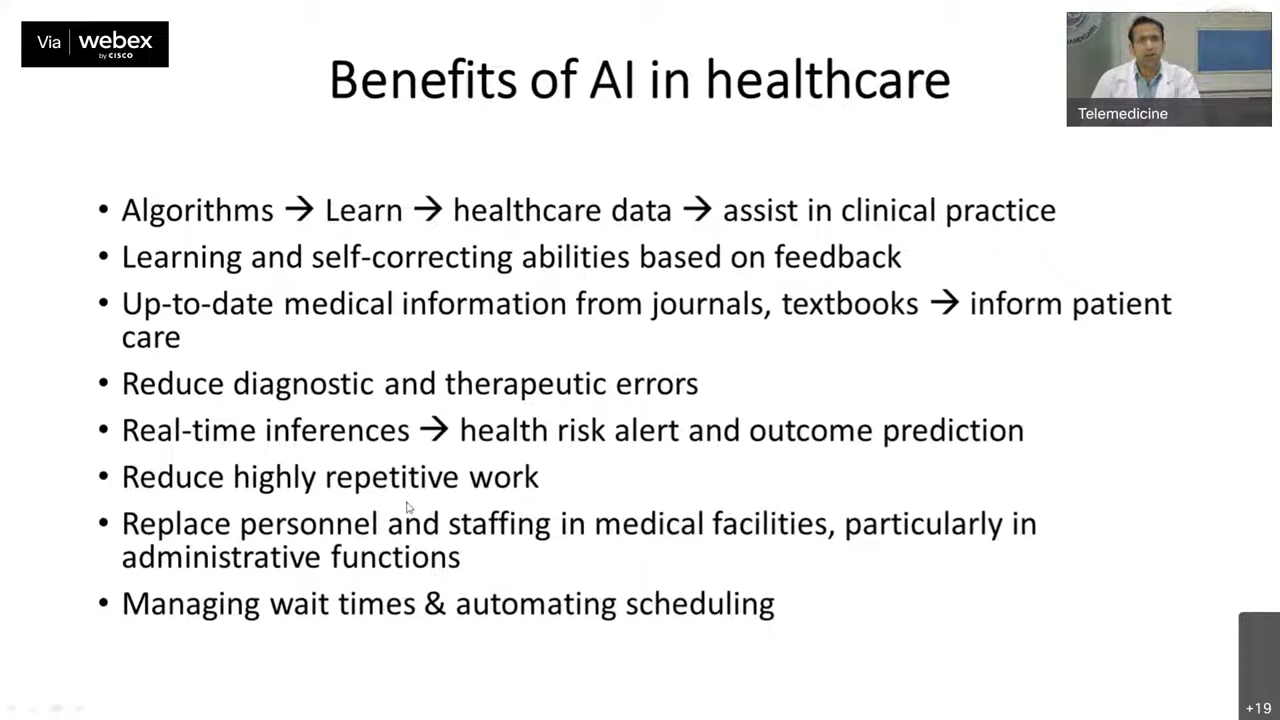 Via webex
by CISCO
Benefits of AI in healthcare
Telemedicine
• Algorithms → Learn → healthcare data → assist in clinical practice
• Learning and self-correcting abilities based on feedback
• Up-to-date medical information from journals, textbooks → inform patient
care
• Reduce diagnostic and therapeutic errors
• Real-time inferences → health risk alert and outcome prediction
• Reduce highly repetitive work
• Replace personnel and staffing in medical facilities, particularly in
administrative functions
• Managing wait times & automating scheduling
+19